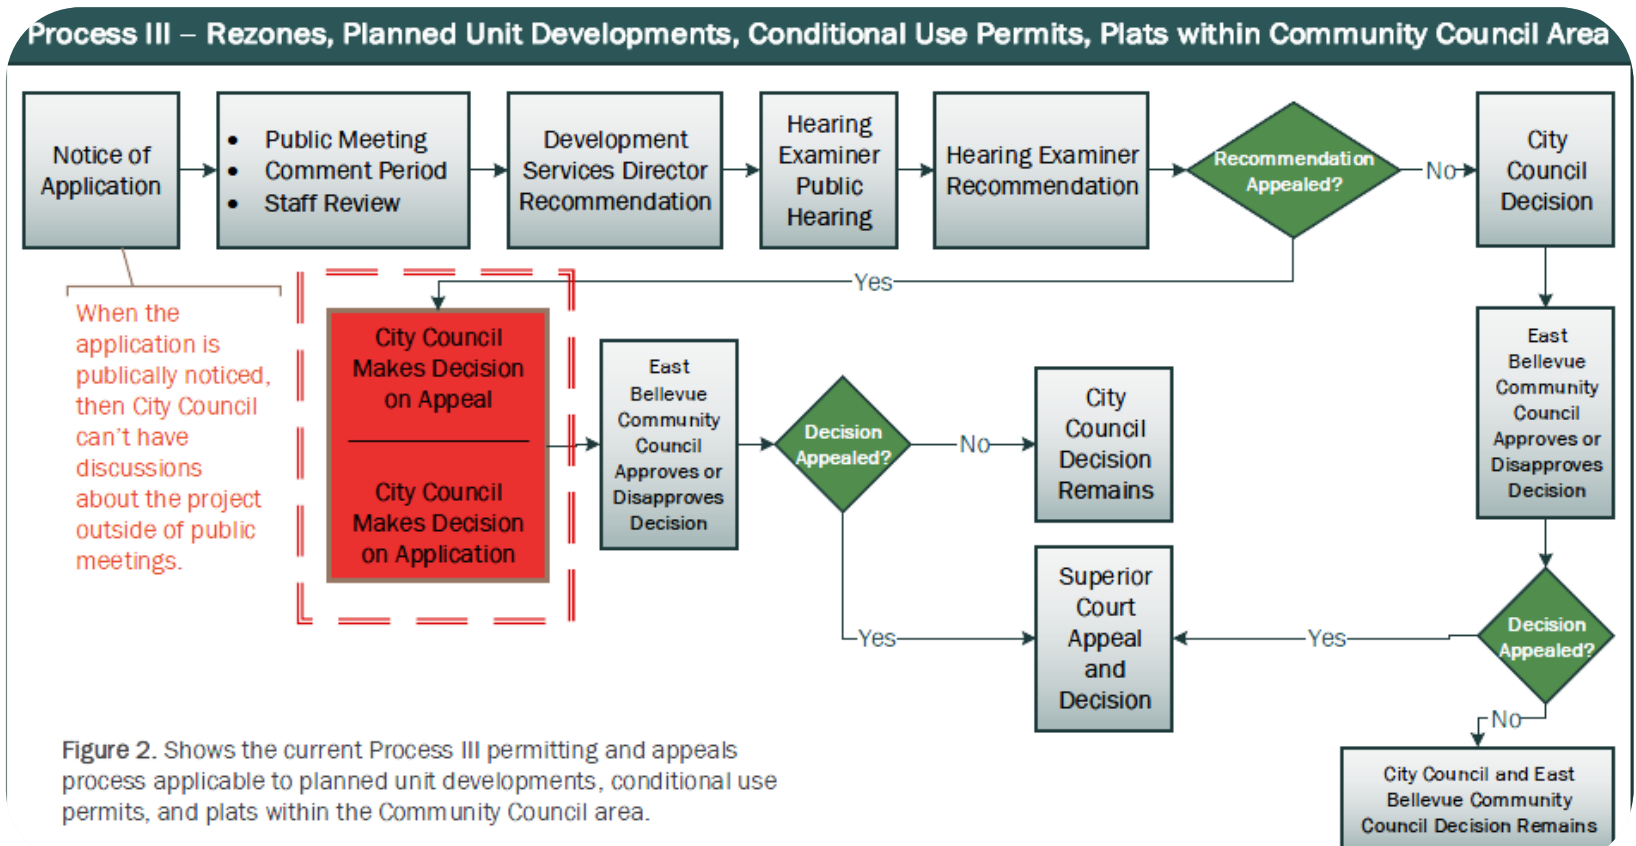 Process III – Rezones, Planned Unit Developments, Conditional Use Permits, Plats within Community Council Area
Notice of
Application
• Public Meeting
• Comment Period
• Staff Review
Development
Services Director
Recommendation
Hearing
Examiner
Public
Hearing
Hearing Examiner
Recommendation
Recommendation
Appealed?
No
City
Council
Decision
Yes
When the
application is
publically noticed,
then City Council
can't have
discussions
about the project
outside of public
meetings.
City Council
Makes Decision
on Appeal
City Council
Makes Decision
on Application
East
Bellevue
Community
Council
Approves or
Disapproves
Decision
Decision
Appealed?
No
City
Council
Decision
Remains
East
Bellevue
Community
Council
Approves or
Disapproves
Decision
Yes
Superior
Court
Appeal
and
Decision
Yes
Decision
Appealed?
No
City Council and East
Bellevue Community
Council Decision Remains
Figure 2. Shows the current Process III permitting and appeals
process applicable to planned unit developments, conditional use
permits, and plats within the Community Council area.